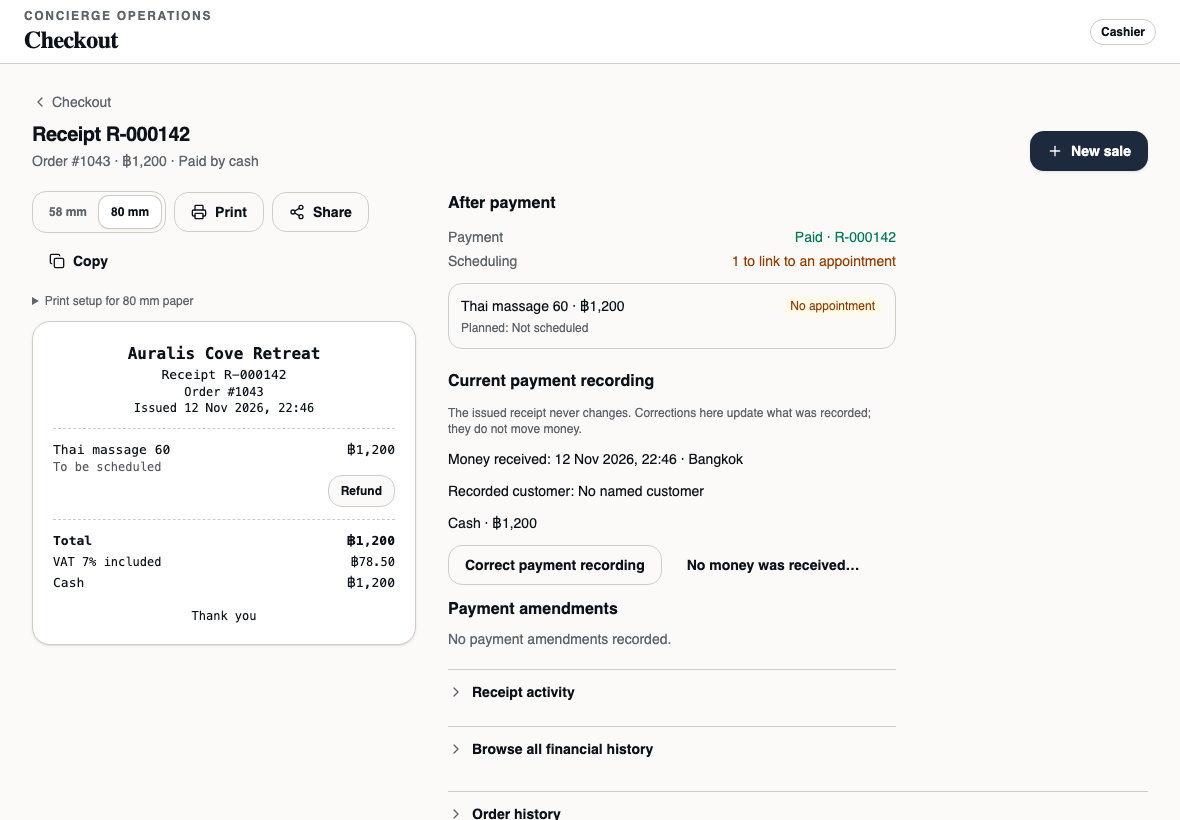 CONCIERGE OPERATIONS
Checkout
Cashier
Checkout
Receipt R-000142
Order #1043 · ฿1,200 · Paid by cash
New sale
58 mm
80 mm
Print
Share
Copy
Print setup for 80 mm paper
Auralis Cove Retreat
Receipt R-000142
Order #1043
Issued 12 Nov 2026, 22:46
Thai massage 60 ฿1,200
To be scheduled
Refund
Total ฿1,200
VAT 7% included ฿78.50
Cash ฿1,200
Thank you
After payment
Payment Paid · R-000142
Scheduling 1 to link to an appointment
Thai massage 60 · ฿1,200 No appointment
Planned: Not scheduled
Current payment recording
The issued receipt never changes. Corrections here update what was recorded;
they do not move money.
Money received: 12 Nov 2026, 22:46 · Bangkok
Recorded customer: No named customer
Cash · ฿1,200
Correct payment recording
No money was received…
Payment amendments
No payment amendments recorded.
Receipt activity
Browse all financial history
Order history